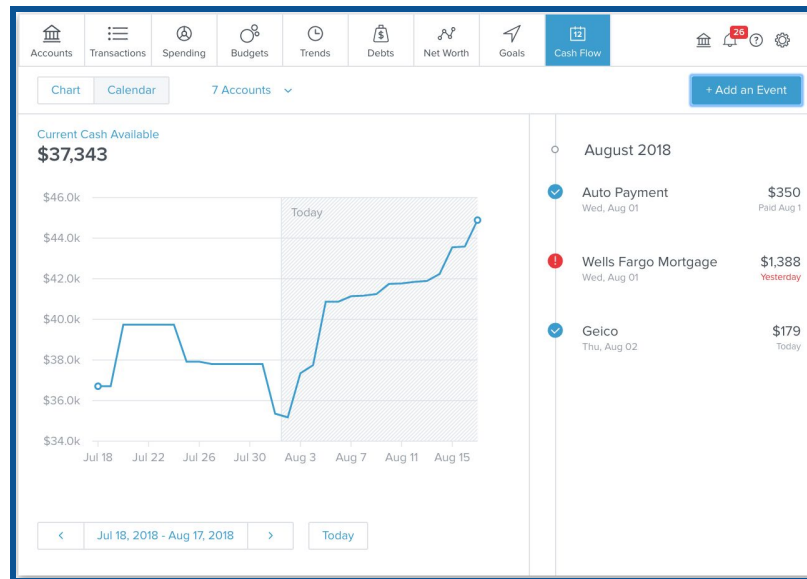 Accounts Transactions Spending Budgets Trends Debts Net Worth Goals 12 Cash Flow 26 ?
Chart Calendar 7 Accounts + Add an Event
Current Cash Available
$37,343
$46.0k
$44.0k
$42.0k
$40.0k
$38.0k
$36.0k
$34.0k
Today
Jul 18 Jul 22 Jul 26 Jul 30 Aug 3 Aug 7 Aug 11 Aug 15
Jul 18, 2018 - Aug 17, 2018 Today
August 2018
Auto Payment $350
Wed, Aug 01 Paid Aug 1
Wells Fargo Mortgage $1,388
Wed, Aug 01 Yesterday
Geico $179
Thu, Aug 02 Today